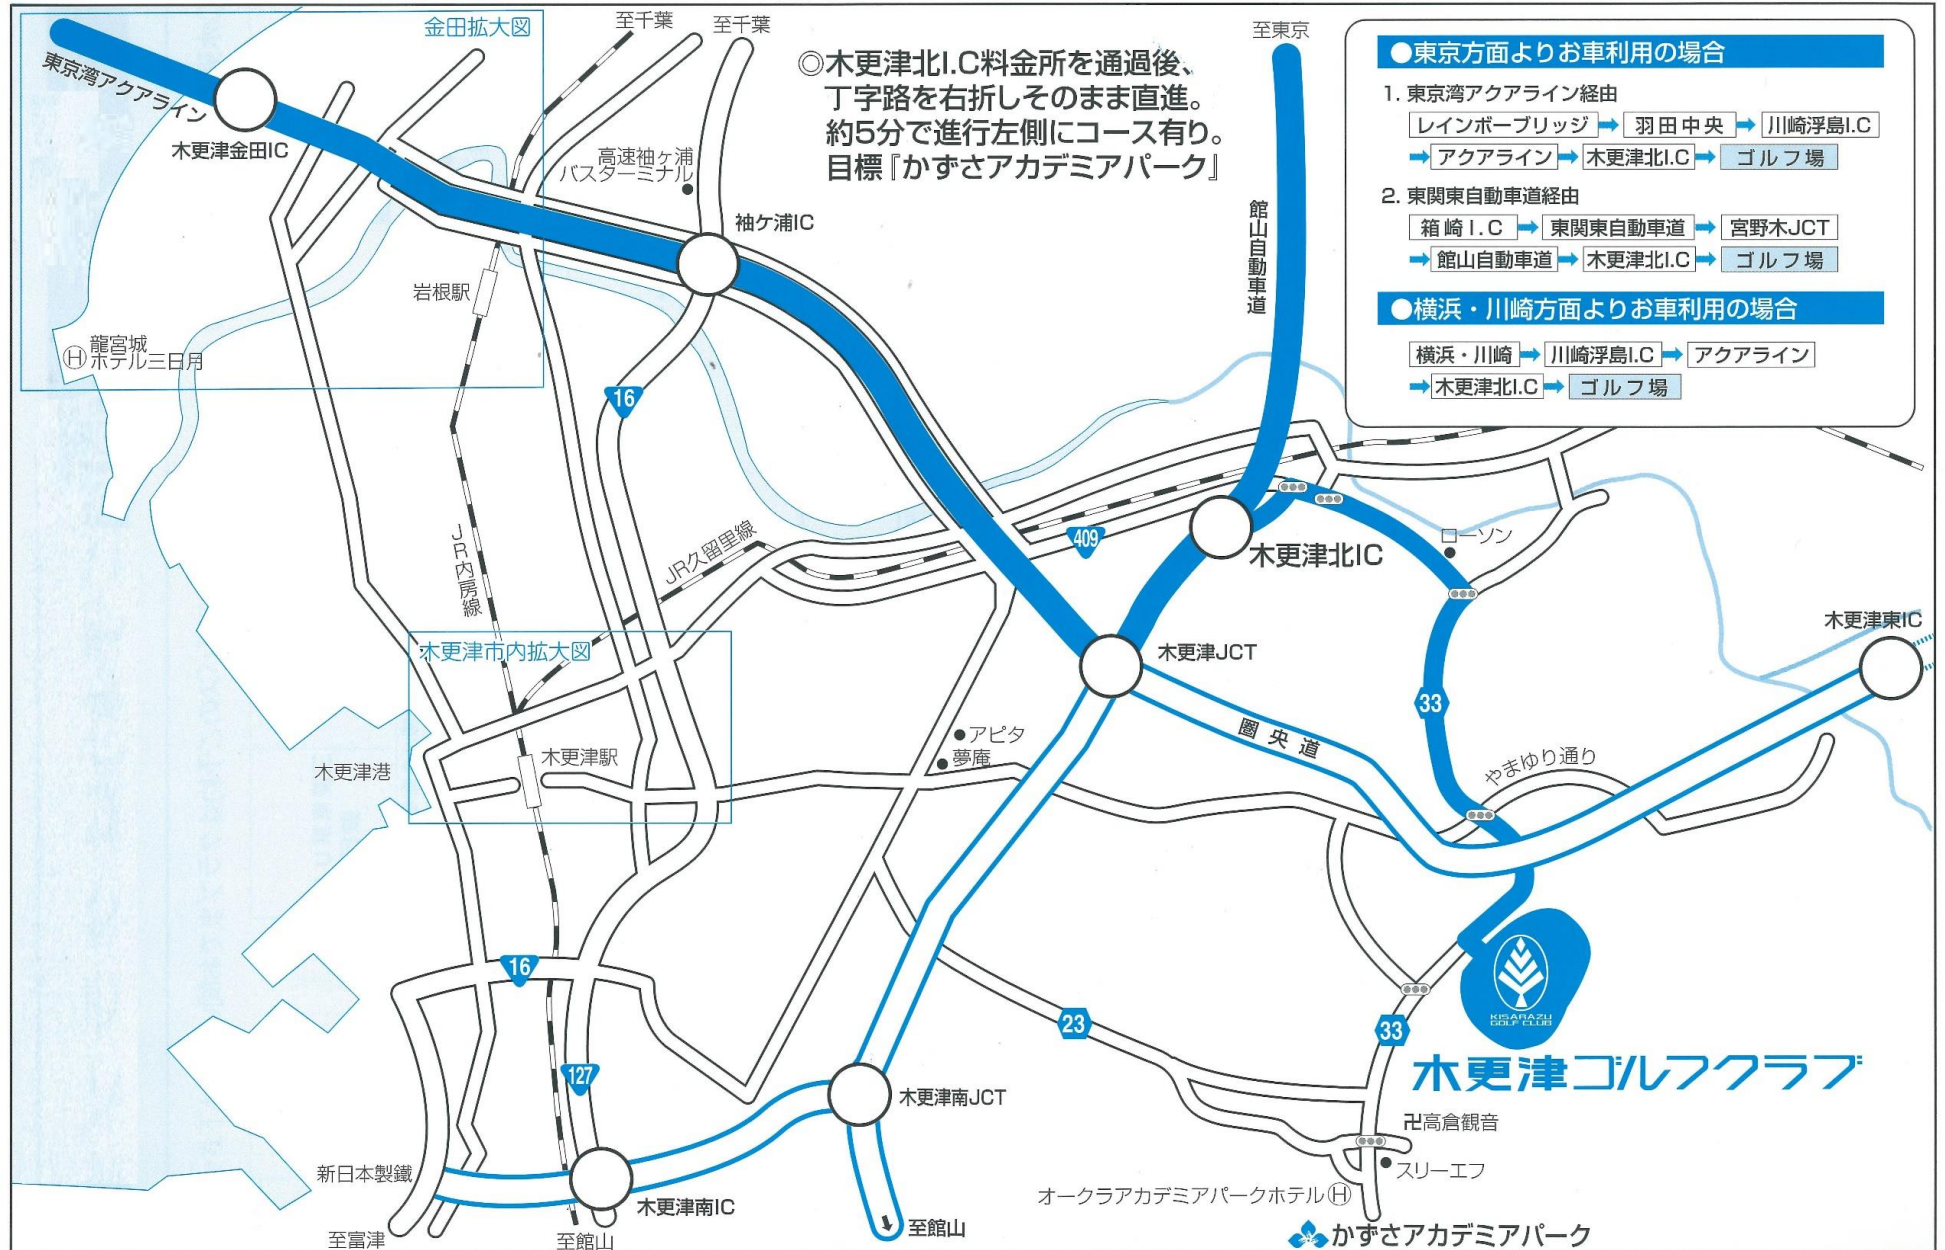 金田拡大図
至千葉
至千葉
至東京
東京湾アクアライン
木更津金田IC
◎木更津北I.C料金所を通過後、
丁字路を右折しそのまま直進。
約5分で進行左側にコース有り。
目標『かずさアカデミアパーク』
高速袖ヶ浦
バスターミナル
袖ケ浦IC
館山自動車道
●東京方面よりお車利用の場合
1. 東京湾アクアライン経由
レインボーブリッジ➡羽田中央➡川崎浮島I.C
➡アクアライン➡木更津北I.C➡ゴルフ場
2. 東関東自動車道経由
箱崎I.C➡東関東自動車道➡宮野木JCT
➡館山自動車道➡木更津北I.C➡ゴルフ場
●横浜・川崎方面よりお車利用の場合
横浜・川崎➡川崎浮島I.C➡アクアライン
➡木更津北I.C➡ゴルフ場
岩根駅
龍宮城
Ⓗホテル三日月
16
JR内房線
JR久留里線
409
木更津北IC
ローソン
木更津東IC
木更津市内拡大図
木更津JCT
33
圏央道
アピタ
夢庵
木更津港
木更津駅
やまゆり通り
16
23
33
KISARAZU
GOLF CLUB
木更津ゴルフクラブ
127
木更津南JCT
卍高倉観音
スリーエフ
新日本製鐵
木更津南IC
オークラアカデミアパークホテルⒽ
至富津
至館山
至館山
かずさアカデミアパーク